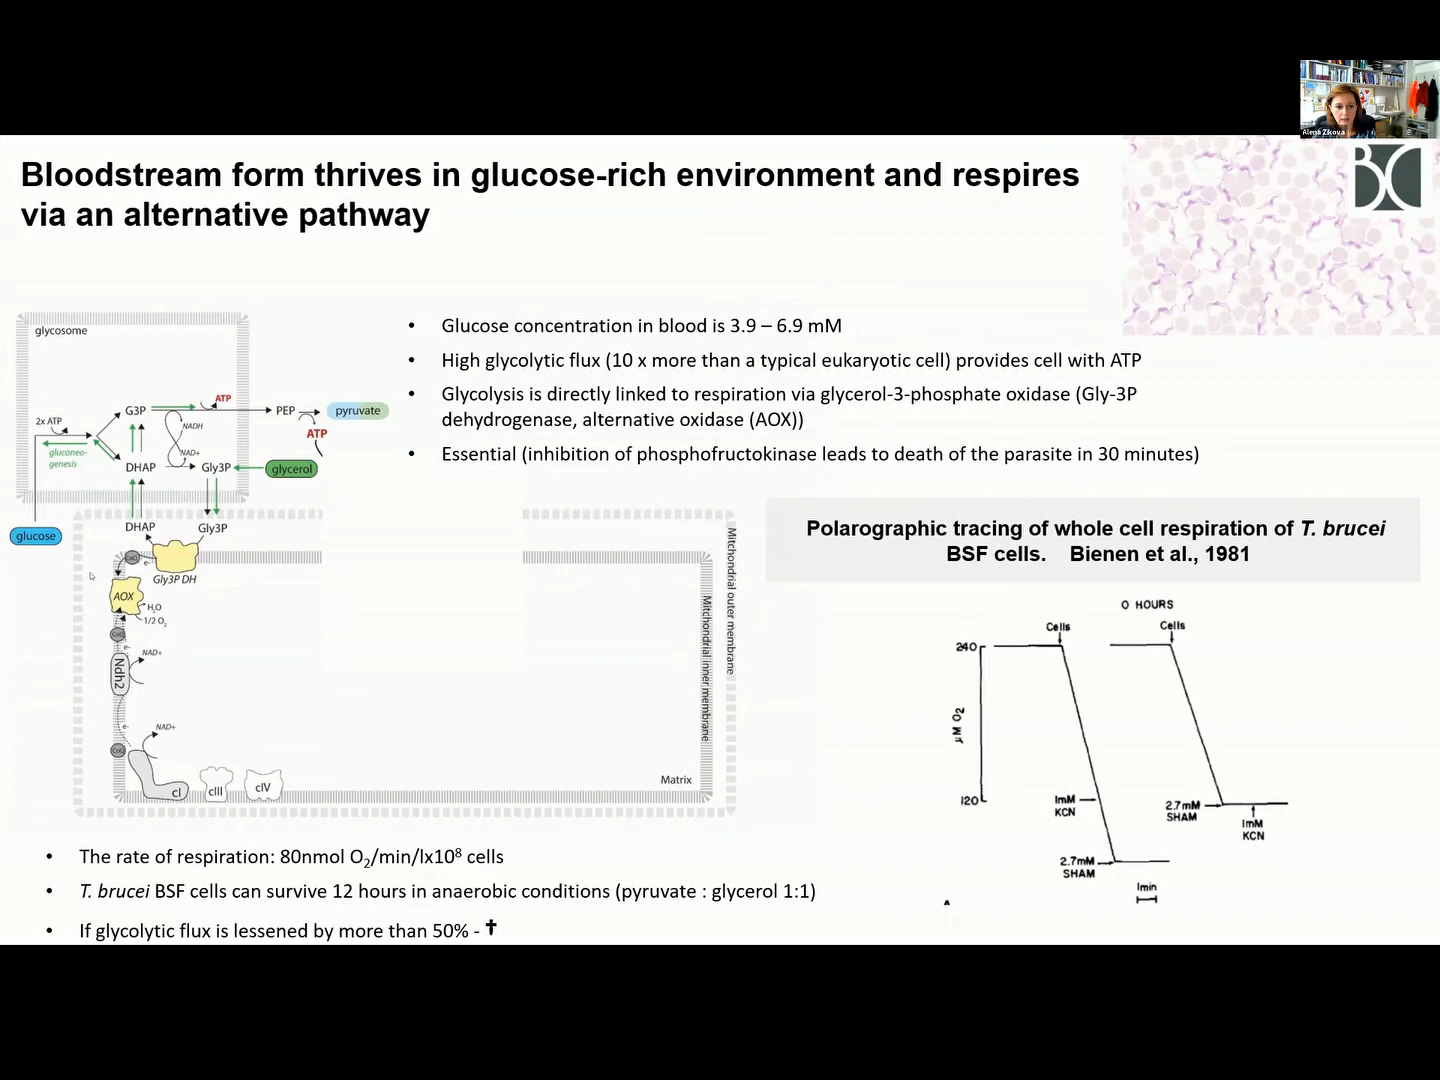 Alena Zikova
BC
Bloodstream form thrives in glucose-rich environment and respires
via an alternative pathway
glycosome
2x ATP
gluconeo-
genesis
G3P
ATP
NADH
NAD+
DHAP
Gly3P
PEP
pyruvate
ATP
glycerol
glucose
DHAP
Gly3P
CoQ
e-
Gly3P DH
AOX
H2O
1/2 O2
CoQ
e-
NAD+
Ndh2
e-
NAD+
CoQ
cI
cIII
cIV
Matrix
Mitchondrial inner membrane
Mitchondrial outer membrane
• Glucose concentration in blood is 3.9 – 6.9 mM
• High glycolytic flux (10 x more than a typical eukaryotic cell) provides cell with ATP
• Glycolysis is directly linked to respiration via glycerol-3-phosphate oxidase (Gly-3P
dehydrogenase, alternative oxidase (AOX))
• Essential (inhibition of phosphofructokinase leads to death of the parasite in 30 minutes)
Polarographic tracing of whole cell respiration of T. brucei
BSF cells. Bienen et al., 1981
0 HOURS
Cells
Cells
240
µM O2
120
1mM
KCN
2.7mM
SHAM
2.7mM
SHAM
1mM
KCN
1min
• The rate of respiration: 80nmol O2/min/lx10⁸ cells
• T. brucei BSF cells can survive 12 hours in anaerobic conditions (pyruvate : glycerol 1:1)
• If glycolytic flux is lessened by more than 50% - ✝